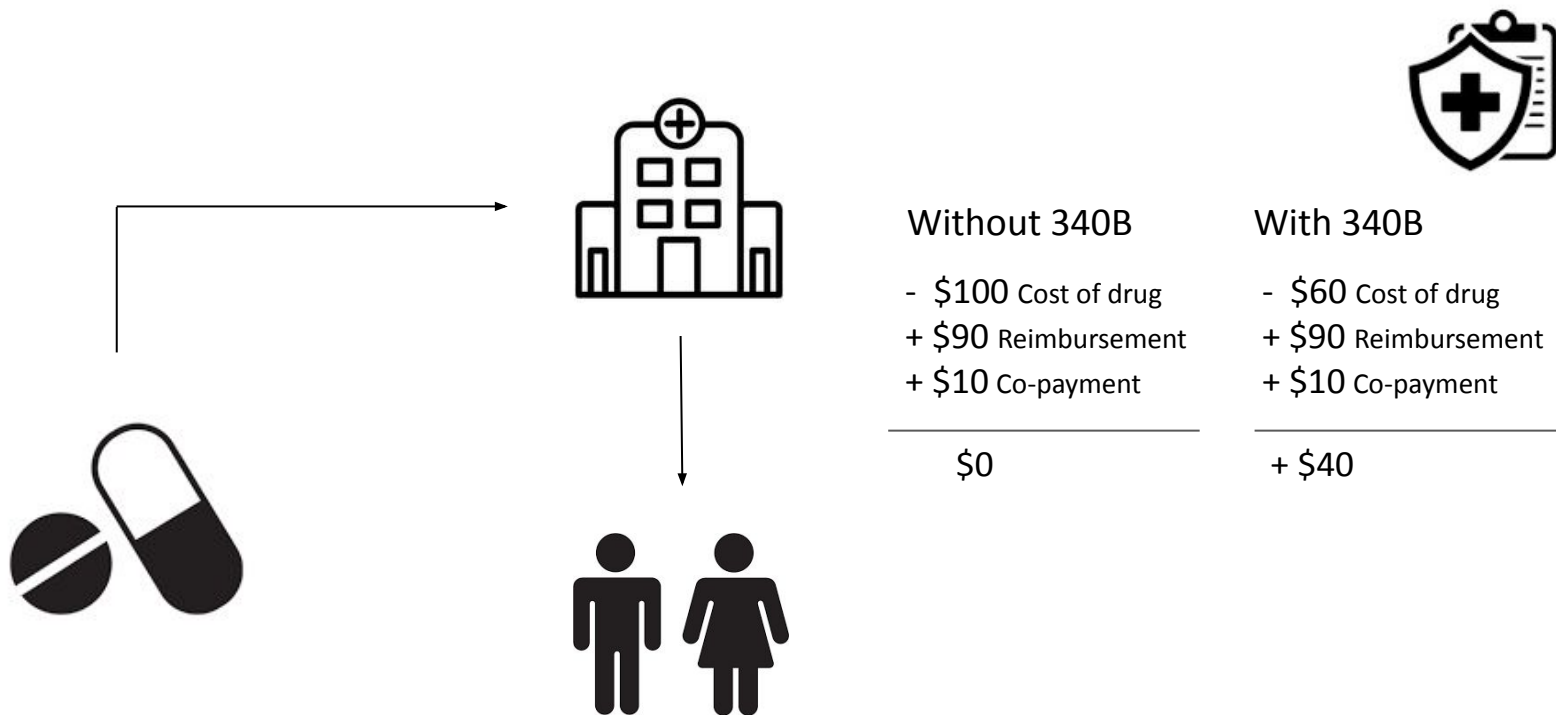 Without 340B
- $100 Cost of drug
+ $90 Reimbursement
+ $10 Co-payment
$0
With 340B
- $60 Cost of drug
+ $90 Reimbursement
+ $10 Co-payment
+ $40